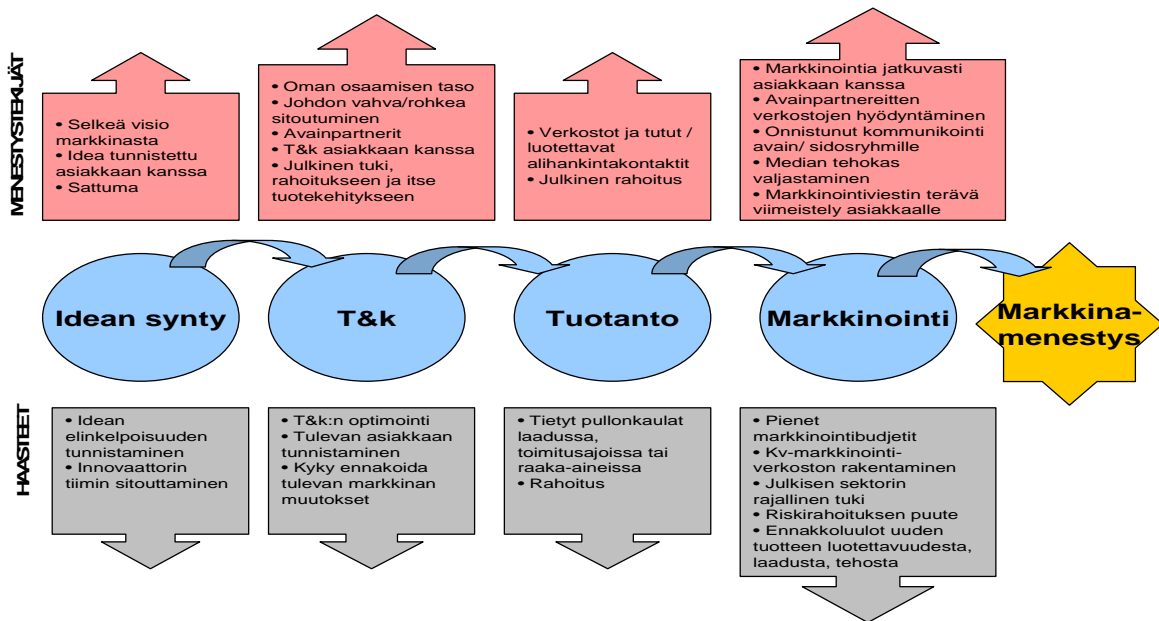 MENESTYSTEKIJÄT
• Selkeä visio
markkinasta
• Idea tunnistettu
asiakkaan kanssa
• Sattuma
• Oman osaamisen taso
• Johdon vahva/rohkea
sitoutuminen
• Avainpartnerit
• T&k asiakkaan kanssa
• Julkinen tuki,
rahoitukseen ja itse
tuotekehitykseen
• Verkostot ja tutut /
luotettavat
alihankintakontaktit
• Julkinen rahoitus
• Markkinointia jatkuvasti
asiakkaan kanssa
• Avainpartnereitten
verkostojen hyödyntäminen
• Onnistunut kommunikointi
avain/ sidosryhmille
• Median tehokas
valjastaminen
• Markkinointiviestin terävä
viimeistely asiakkaalle
Idean synty
T&k
Tuotanto
Markkinointi
Markkina-
menestys
HAASTEET
• Idean
elinkelpoisuuden
tunnistaminen
• Innovaattorin
tiimin sitouttaminen
• T&k:n optimointi
• Tulevan asiakkaan
tunnistaminen
• Kyky ennakoida
tulevan markkinan
muutokset
• Tietyt pullonkaulat
laadussa,
toimitusajoissa tai
raaka-aineissa
• Rahoitus
• Pienet
markkinointibudjetit
• Kv-markkinointi-
verkoston rakentaminen
• Julkisen sektorin
rajallinen tuki
• Riskirahoituksen puute
• Ennakkoluulot uuden
tuotteen luotettavuudesta,
laadusta, tehosta